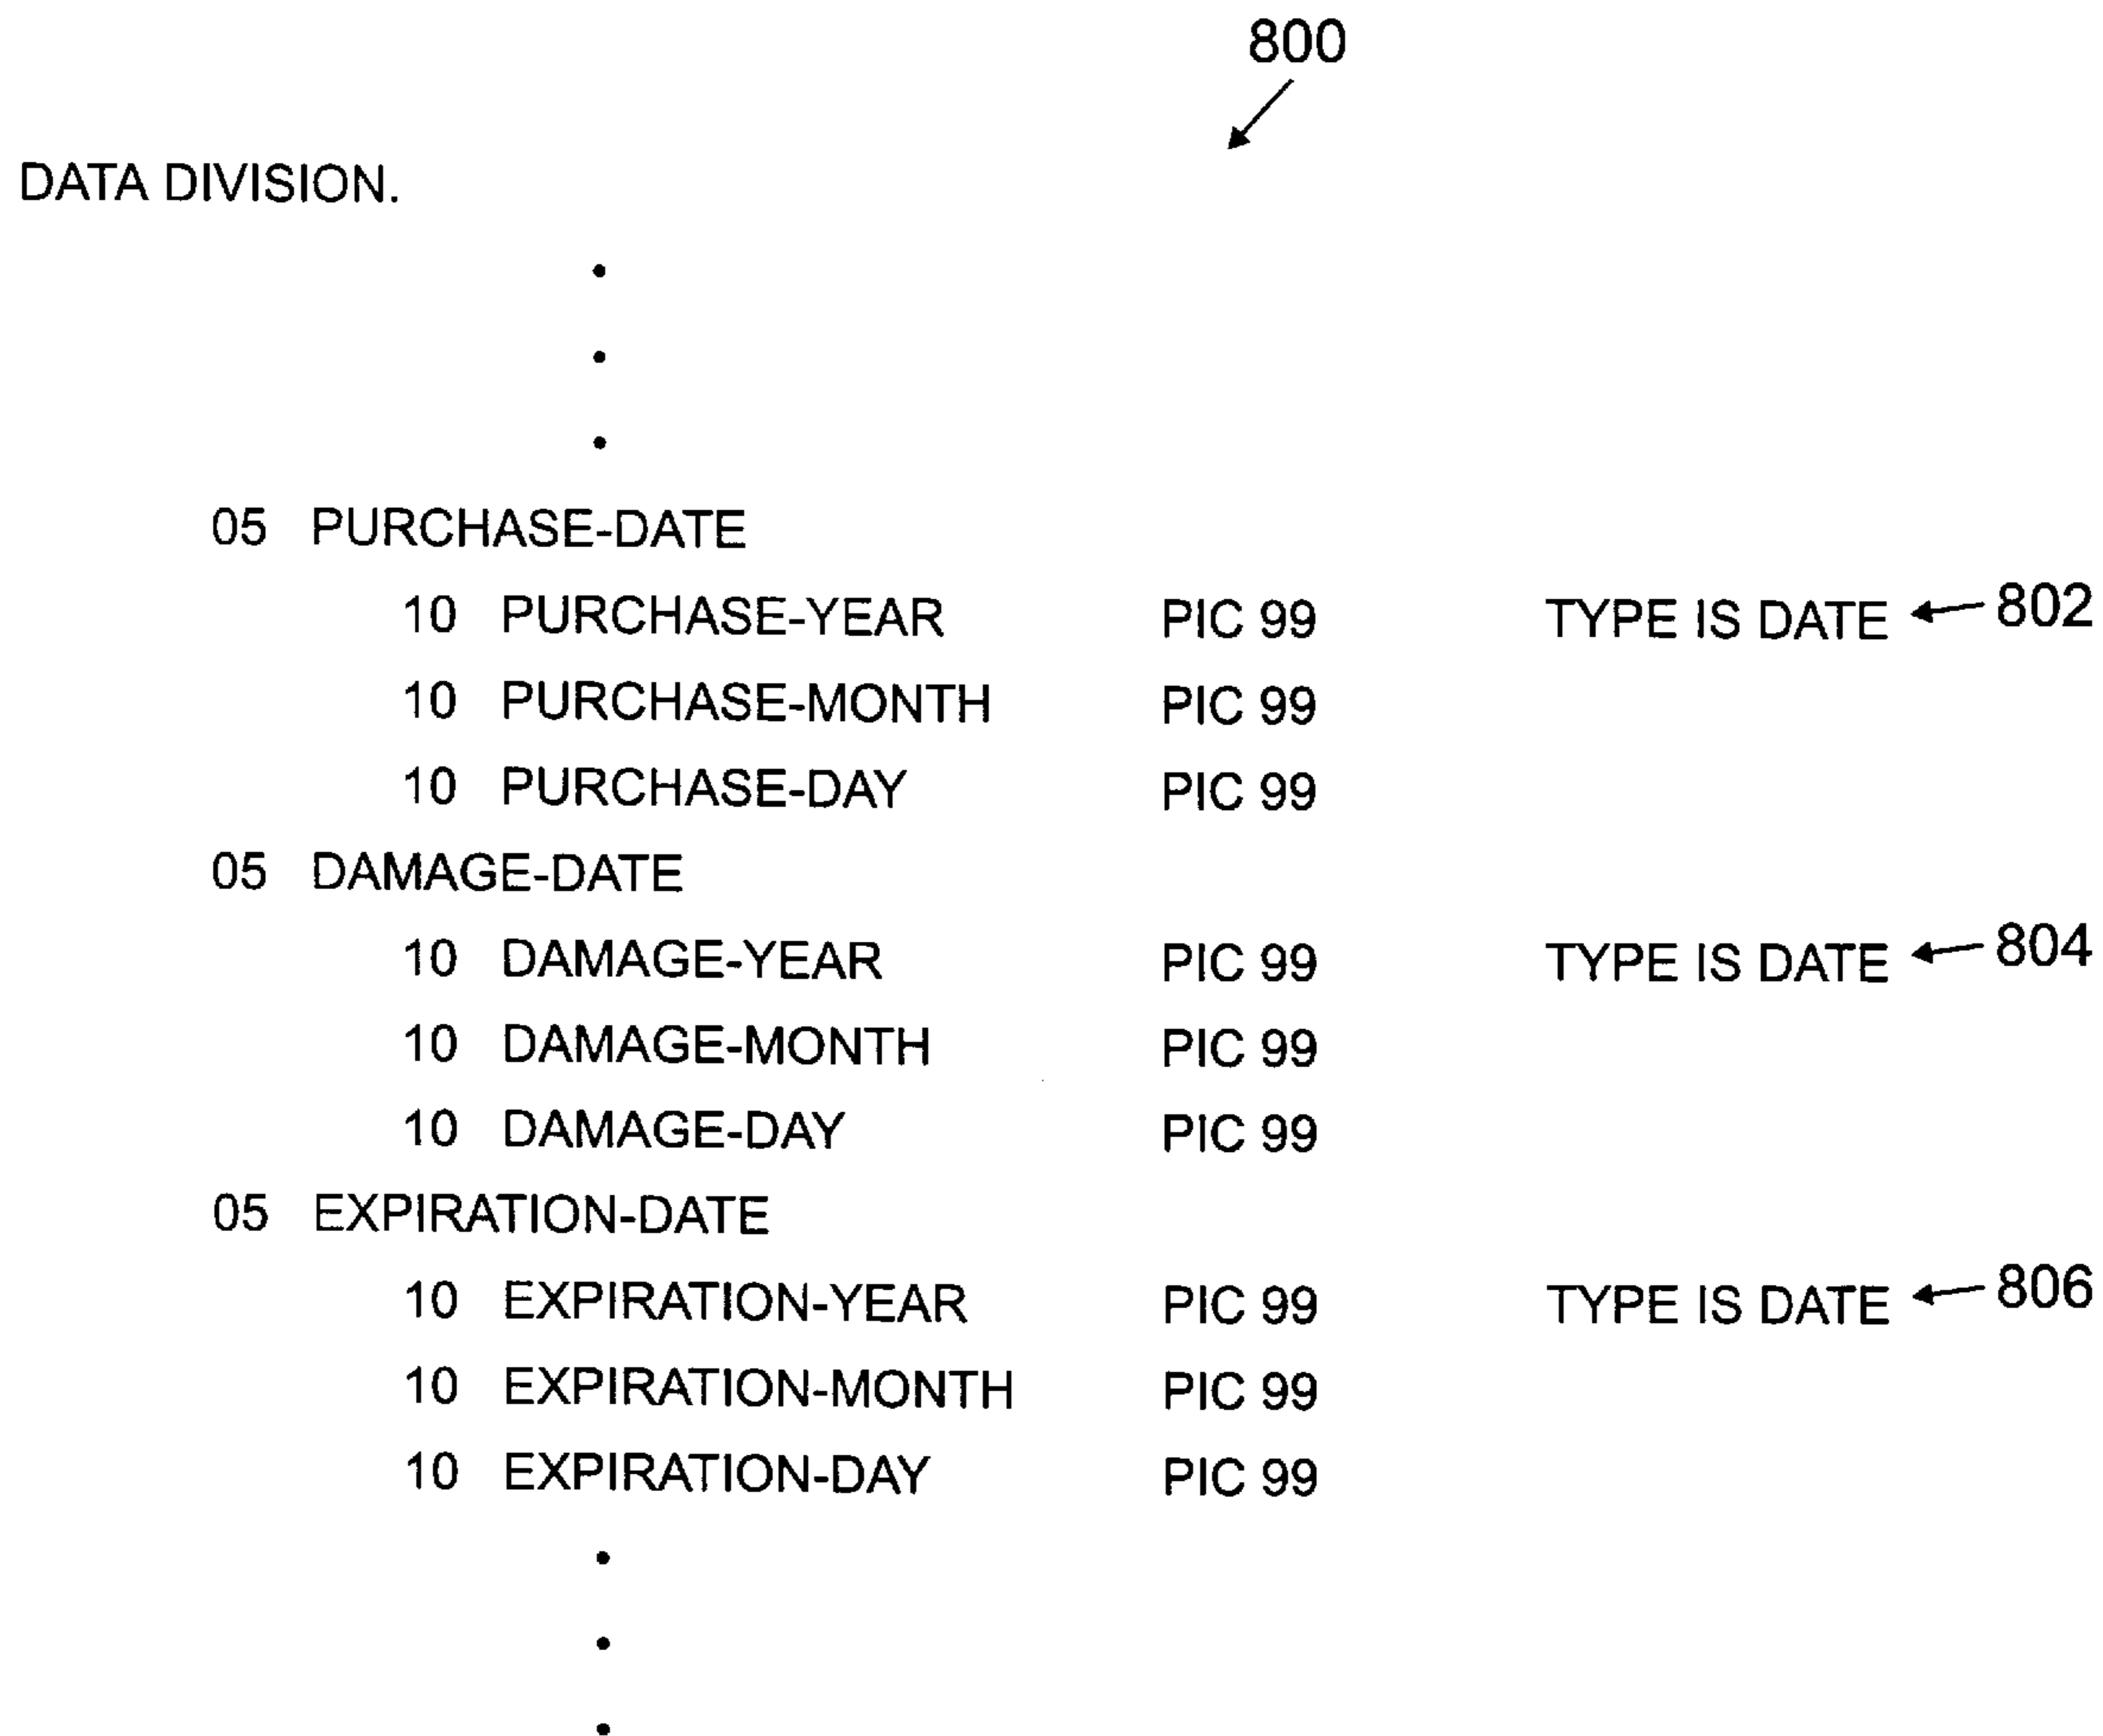 800
DATA DIVISION.
.
.
.
05 PURCHASE-DATE
10 PURCHASE-YEAR PIC 99 TYPE IS DATE 802
10 PURCHASE-MONTH PIC 99
10 PURCHASE-DAY PIC 99
05 DAMAGE-DATE
10 DAMAGE-YEAR PIC 99 TYPE IS DATE 804
10 DAMAGE-MONTH PIC 99
10 DAMAGE-DAY PIC 99
05 EXPIRATION-DATE
10 EXPIRATION-YEAR PIC 99 TYPE IS DATE 806
10 EXPIRATION-MONTH PIC 99
10 EXPIRATION-DAY PIC 99
.
.
.